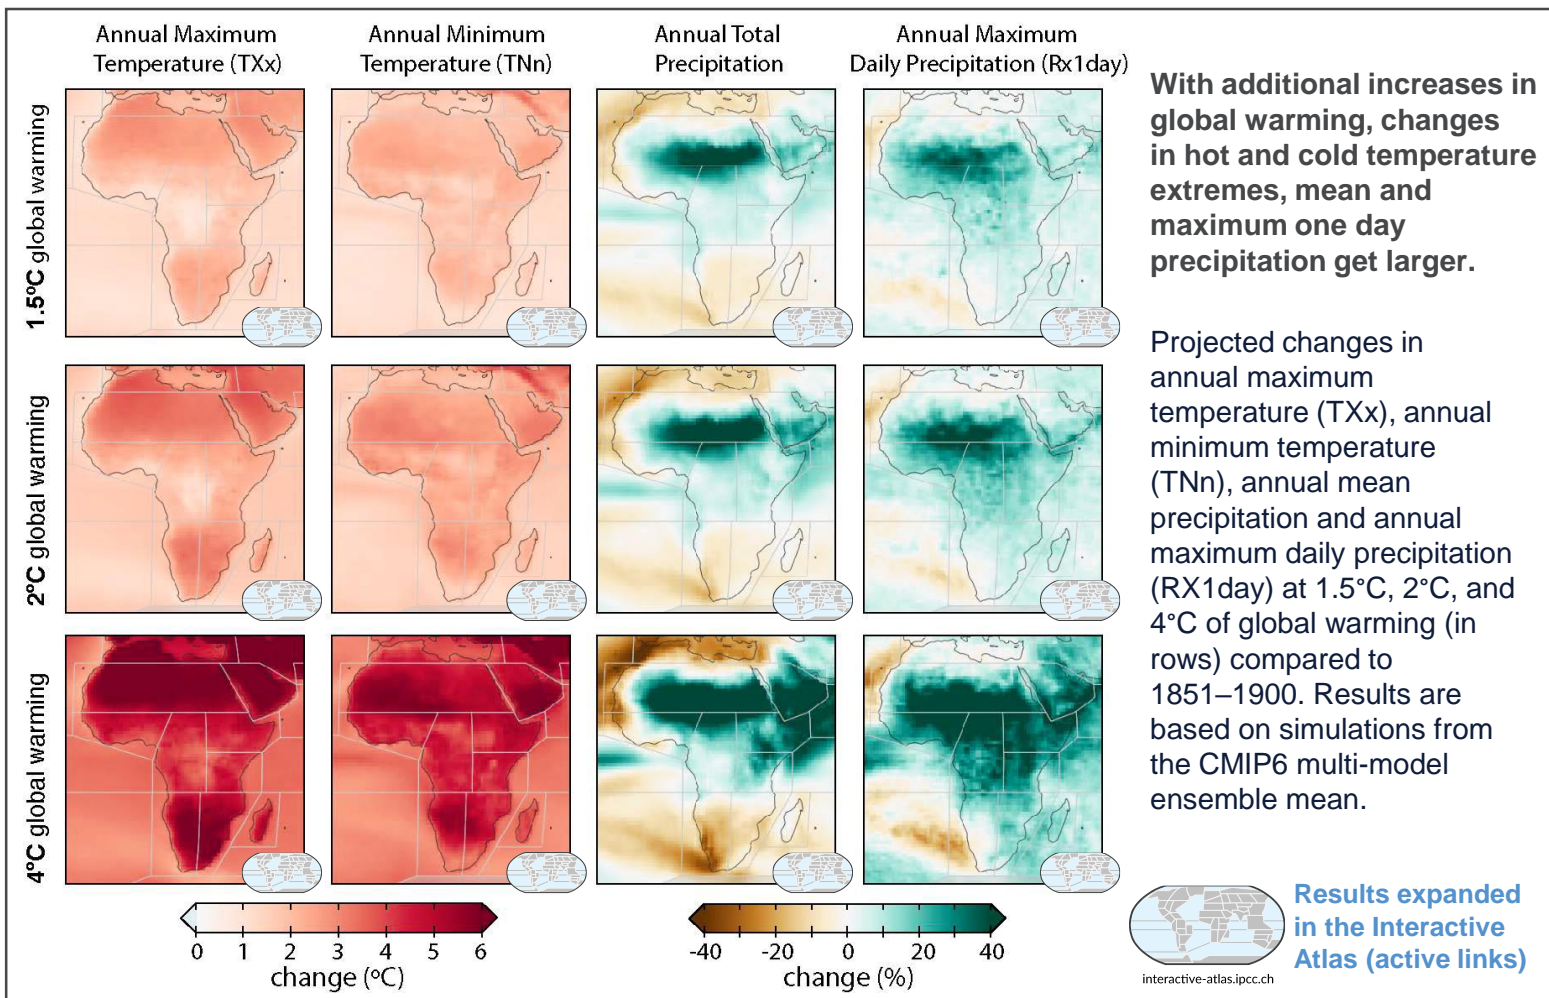 Annual Maximum
Temperature (TXx)
Annual Minimum
Temperature (TNn)
Annual Total
Precipitation
Annual Maximum
Daily Precipitation (Rx1day)
1.5ºC global warming
2ºC global warming
4ºC global warming
0 1 2 3 4 5 6
change (ºC)
-40 -20 0 20 40
change (%)
With additional increases in
global warming, changes
in hot and cold temperature
extremes, mean and
maximum one day
precipitation get larger.
Projected changes in
annual maximum
temperature (TXx), annual
minimum temperature
(TNn), annual mean
precipitation and annual
maximum daily precipitation
(RX1day) at 1.5°C, 2°C, and
4°C of global warming (in
rows) compared to
1851–1900. Results are
based on simulations from
the CMIP6 multi-model
ensemble mean.
interactive-atlas.ipcc.ch
Results expanded
in the Interactive
Atlas (active links)